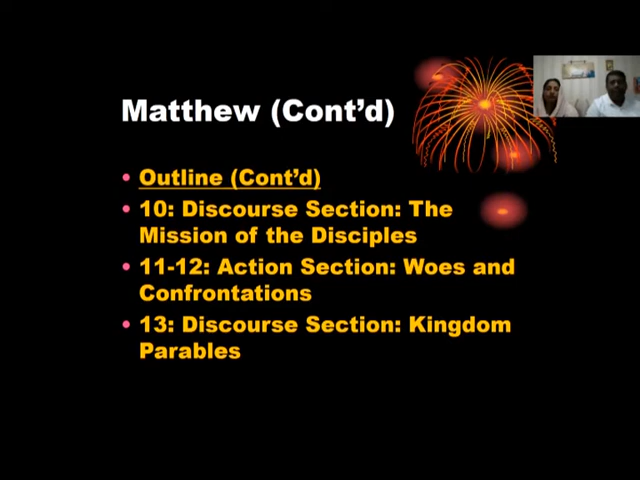 Matthew (Cont'd)
• Outline (Cont'd)
• 10: Discourse Section: The
Mission of the Disciples
• 11-12: Action Section: Woes and
Confrontations
• 13: Discourse Section: Kingdom
Parables